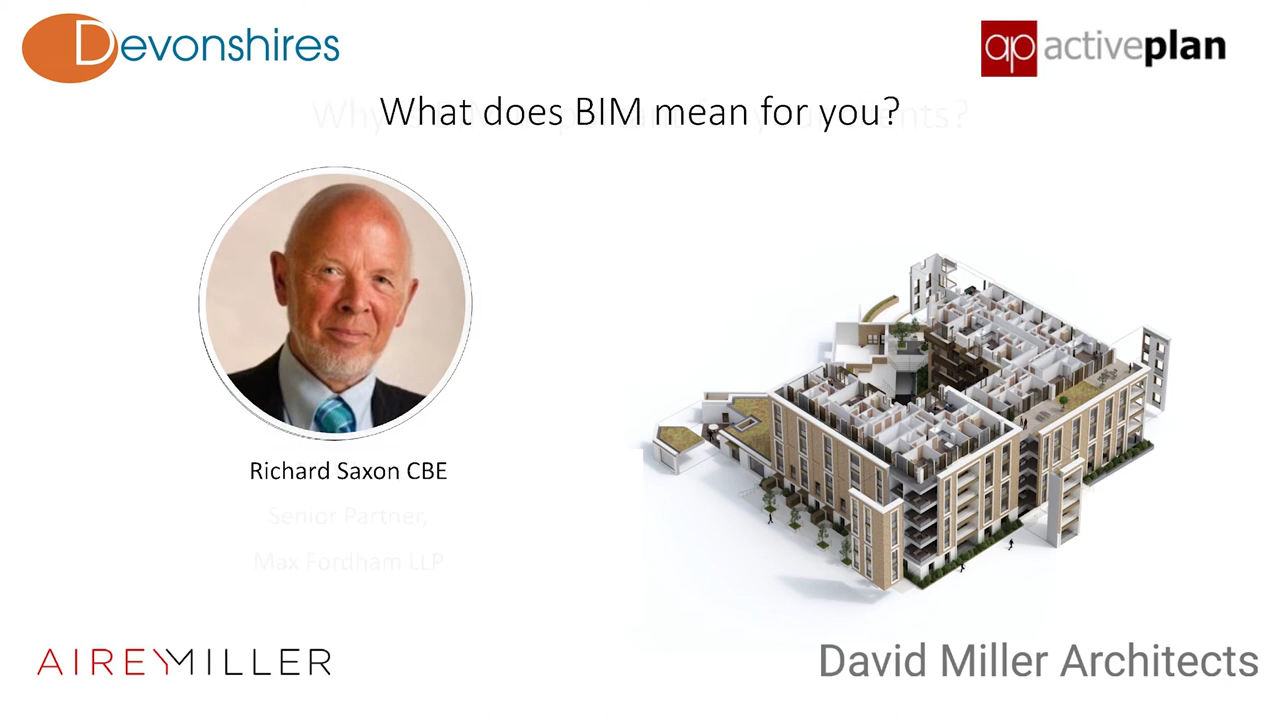 Devonshires
ap activeplan
What does BIM mean for you?
Richard Saxon CBE
Senior Partner,
Max Fordham LLP
AIREYMILLER
David Miller Architects